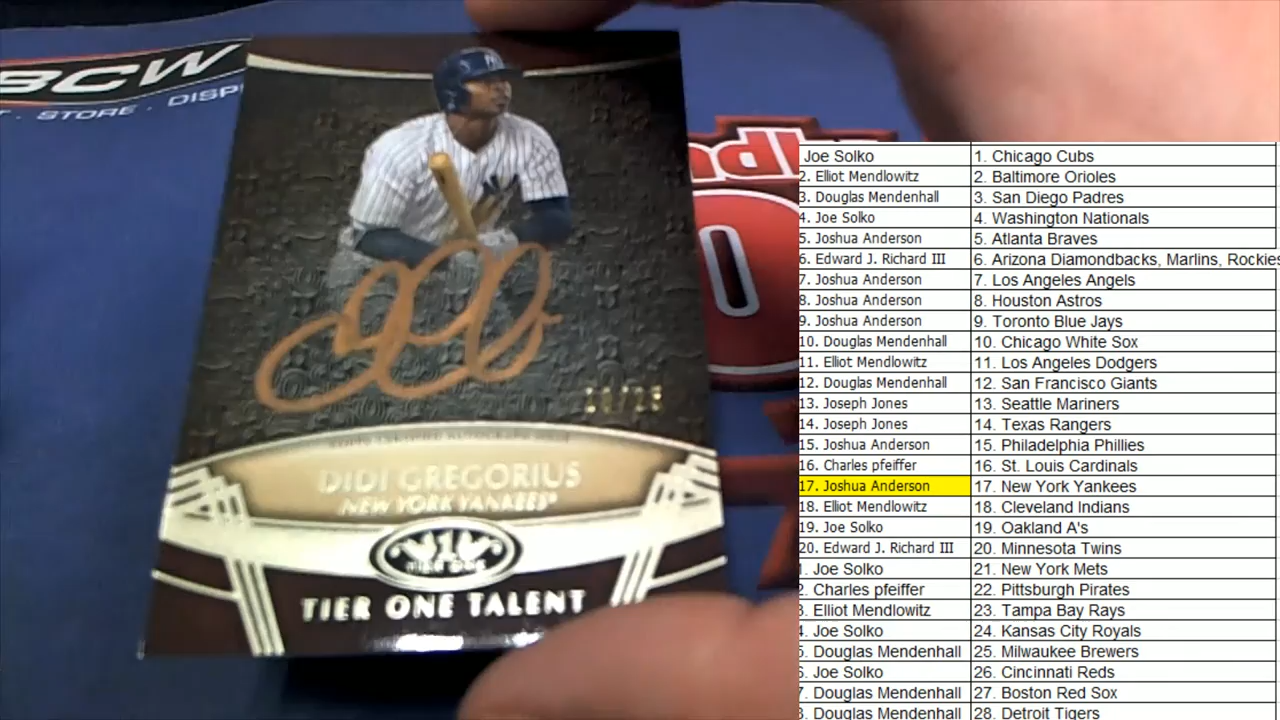 BCW
STORE · DISP
10/25
DIDI GREGORIUS
NEW YORK YANKEES
TIER ONE
TIER ONE TALENT
Joe Solko 1. Chicago Cubs
2. Elliot Mendlowitz 2. Baltimore Orioles
3. Douglas Mendenhall 3. San Diego Padres
4. Joe Solko 4. Washington Nationals
5. Joshua Anderson 5. Atlanta Braves
6. Edward J. Richard III 6. Arizona Diamondbacks, Marlins, Rockies
7. Joshua Anderson 7. Los Angeles Angels
8. Joshua Anderson 8. Houston Astros
9. Joshua Anderson 9. Toronto Blue Jays
10. Douglas Mendenhall 10. Chicago White Sox
11. Elliot Mendlowitz 11. Los Angeles Dodgers
12. Douglas Mendenhall 12. San Francisco Giants
13. Joseph Jones 13. Seattle Mariners
14. Joseph Jones 14. Texas Rangers
15. Joshua Anderson 15. Philadelphia Phillies
16. Charles pfeiffer 16. St. Louis Cardinals
17. Joshua Anderson 17. New York Yankees
18. Elliot Mendlowitz 18. Cleveland Indians
19. Joe Solko 19. Oakland A's
20. Edward J. Richard III 20. Minnesota Twins
. Joe Solko 21. New York Mets
. Charles pfeiffer 22. Pittsburgh Pirates
. Elliot Mendlowitz 23. Tampa Bay Rays
. Joe Solko 24. Kansas City Royals
. Douglas Mendenhall 25. Milwaukee Brewers
. Joe Solko 26. Cincinnati Reds
. Douglas Mendenhall 27. Boston Red Sox
. Douglas Mendenhall 28. Detroit Tigers